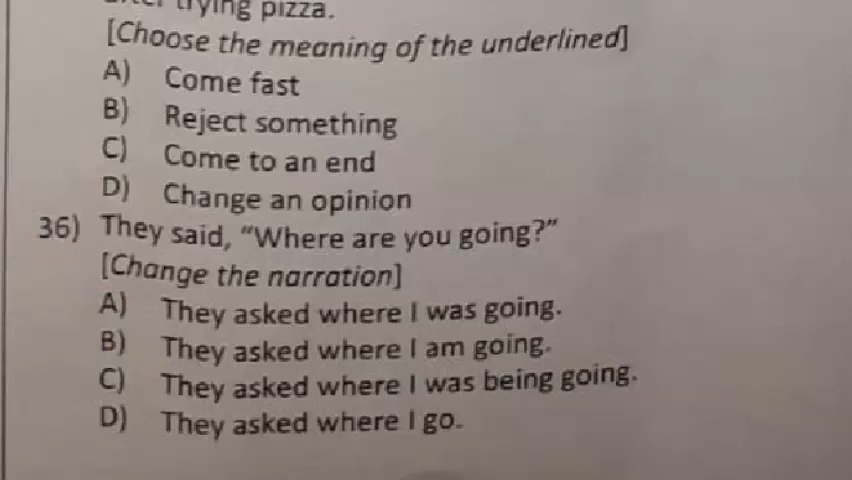 after trying pizza.
[Choose the meaning of the underlined]
A) Come fast
B) Reject something
C) Come to an end
D) Change an opinion
36) They said, “Where are you going?”
[Change the narration]
A) They asked where I was going.
B) They asked where I am going.
C) They asked where I was being going.
D) They asked where I go.